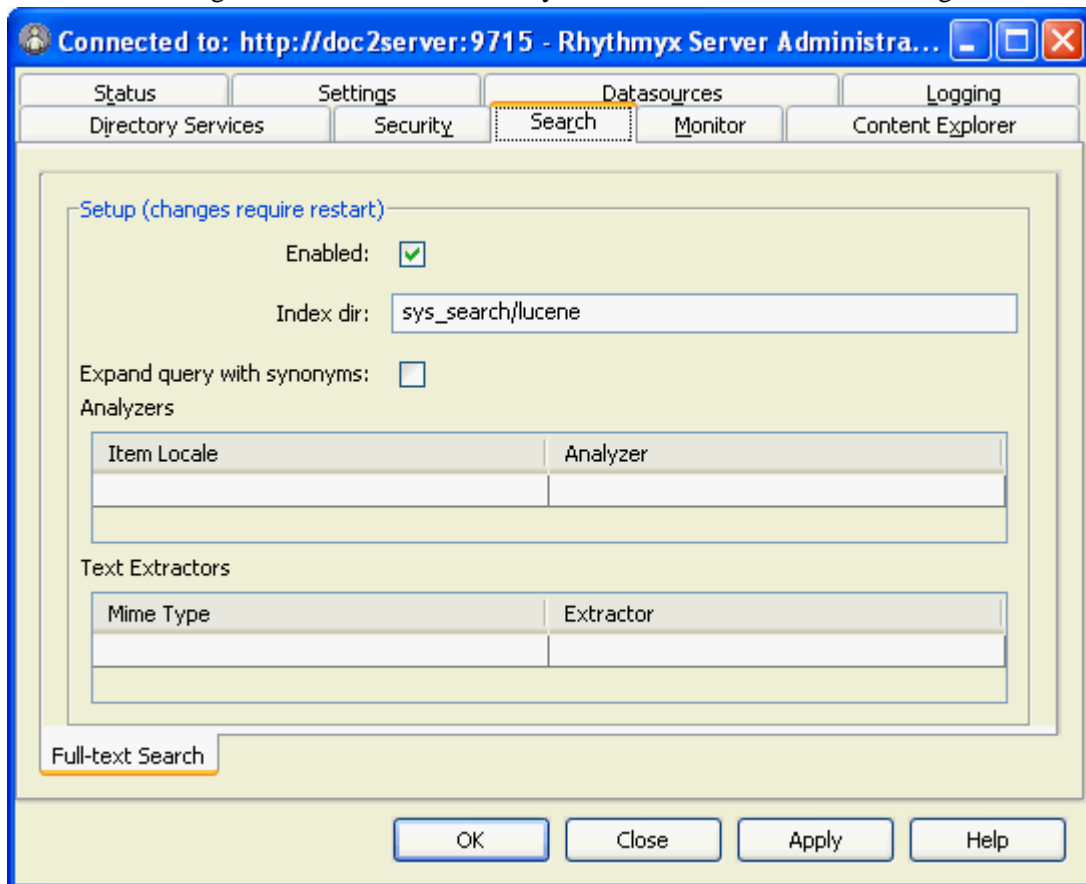 Connected to: http://doc2server:9715 - Rhythmyx Server Administra...
Status Settings Datasources Logging
Directory Services Security Search Monitor Content Explorer
Setup (changes require restart)
Enabled:
Index dir: sys_search/lucene
Expand query with synonyms:
Analyzers
Item Locale Analyzer
Text Extractors
Mime Type Extractor
Full-text Search
OK Close Apply Help